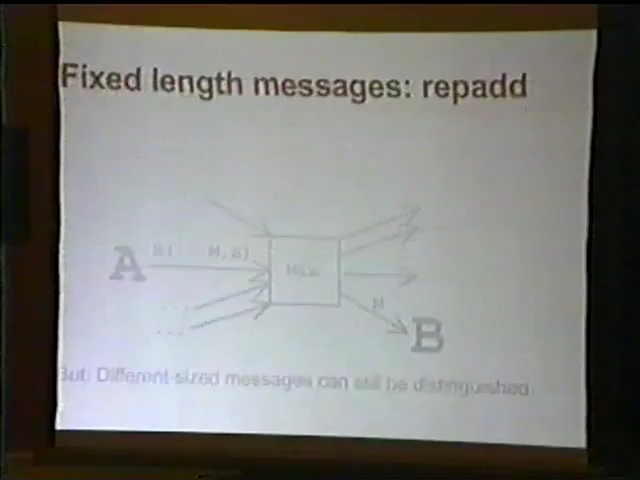 Fixed length messages: repadd
A
M,B)
Mix
M
B
But: Different-sized messages can still be distinguished.